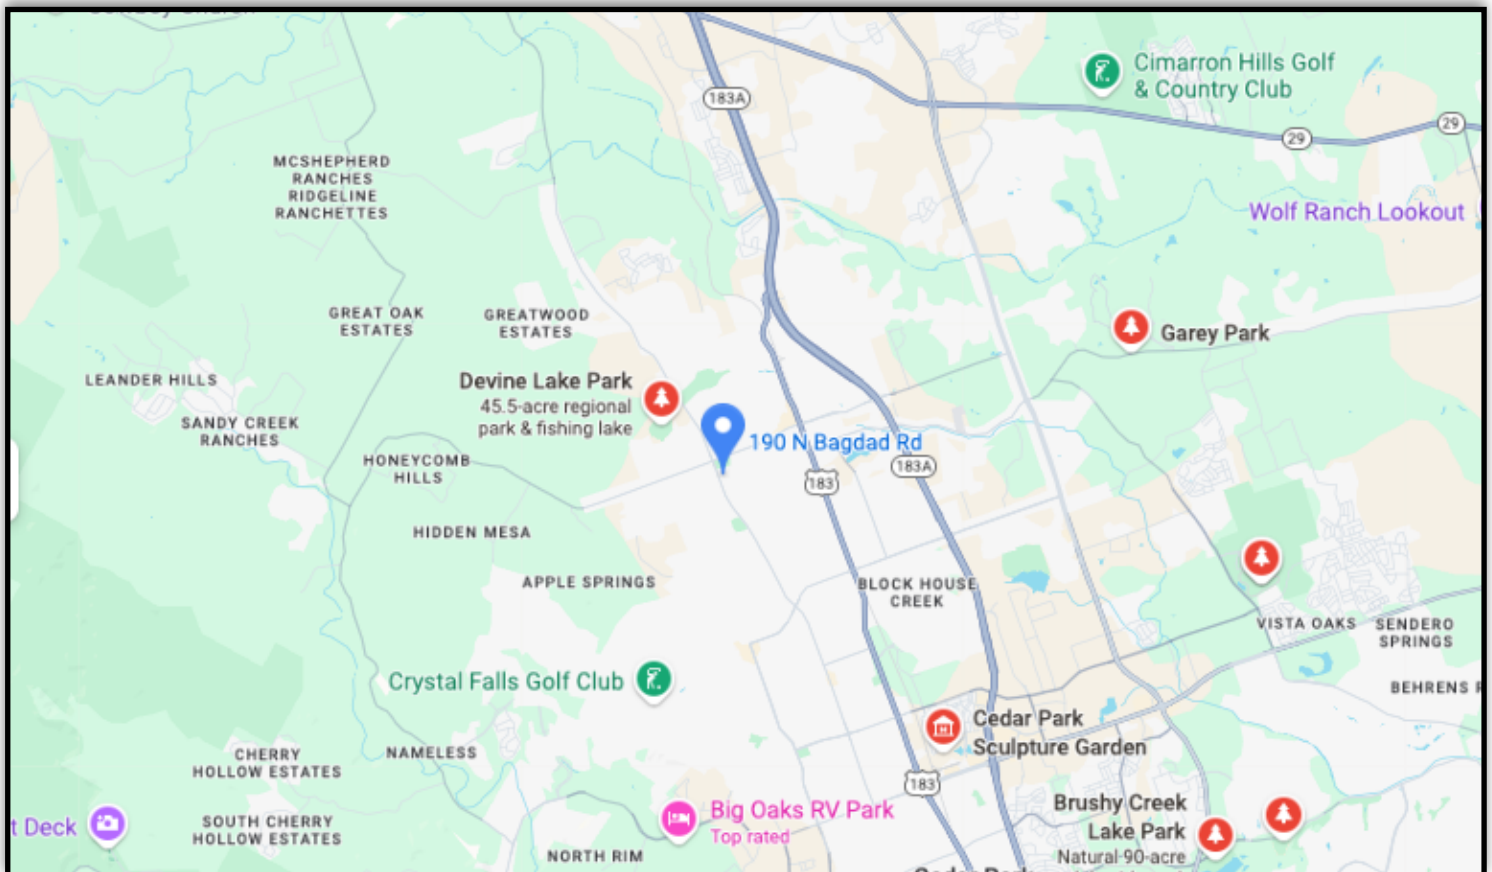 183A
Cimarron Hills Golf
& Country Club
29
29
MCSHEPHERD
RANCHES
RIDGELINE
RANCHETTES
Wolf Ranch Lookout
GREAT OAK
ESTATES
GREATWOOD
ESTATES
Garey Park
LEANDER HILLS
Devine Lake Park
45.5-acre regional
park & fishing lake
SANDY CREEK
RANCHES
190 N Bagdad Rd
HONEYCOMB
HILLS
183A
183
HIDDEN MESA
APPLE SPRINGS
BLOCK HOUSE
CREEK
VISTA OAKS
SENDERO
SPRINGS
Crystal Falls Golf Club
BEHRENS
Cedar Park
Sculpture Garden
CHERRY
HOLLOW ESTATES
NAMELESS
183
Big Oaks RV Park
Top rated
Brushy Creek
Lake Park
Natural 90-acre
t Deck
SOUTH CHERRY
HOLLOW ESTATES
NORTH RIM